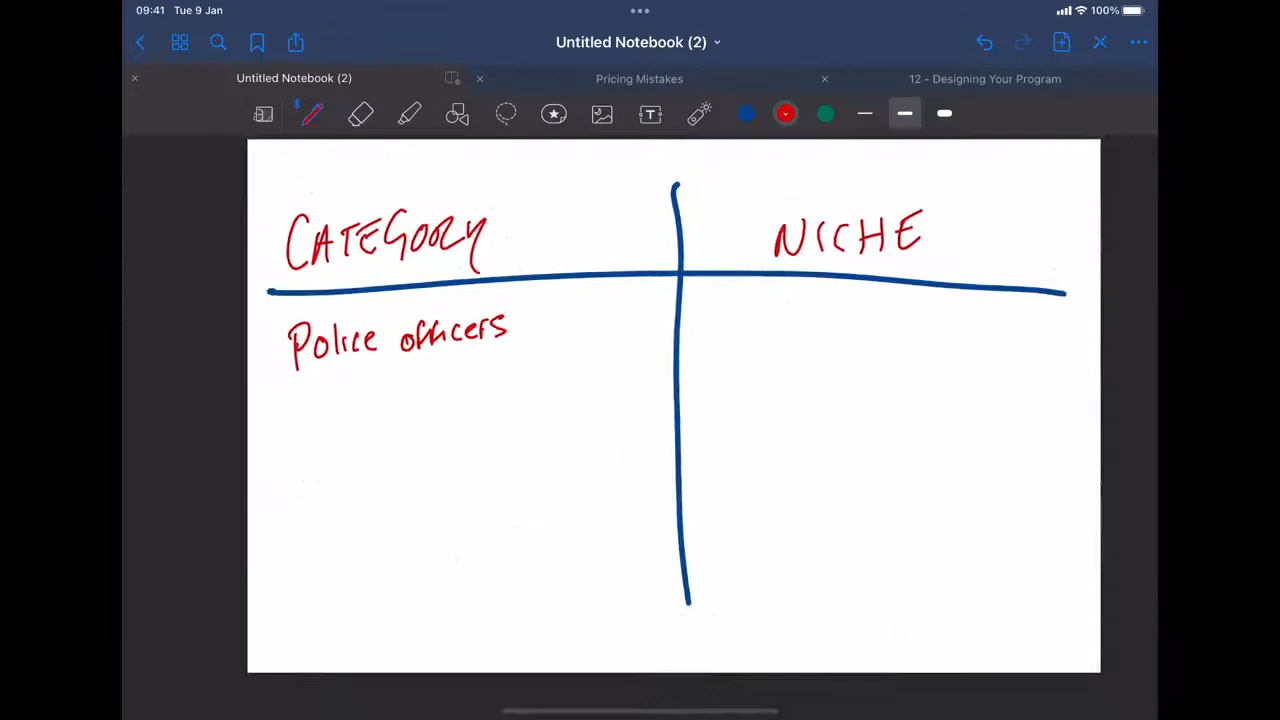 09:41 Tue 9 Jan
100%
Untitled Notebook (2)
Untitled Notebook (2)
Pricing Mistakes
12 - Designing Your Program
T
CATEGORY
NICHE
Police officers